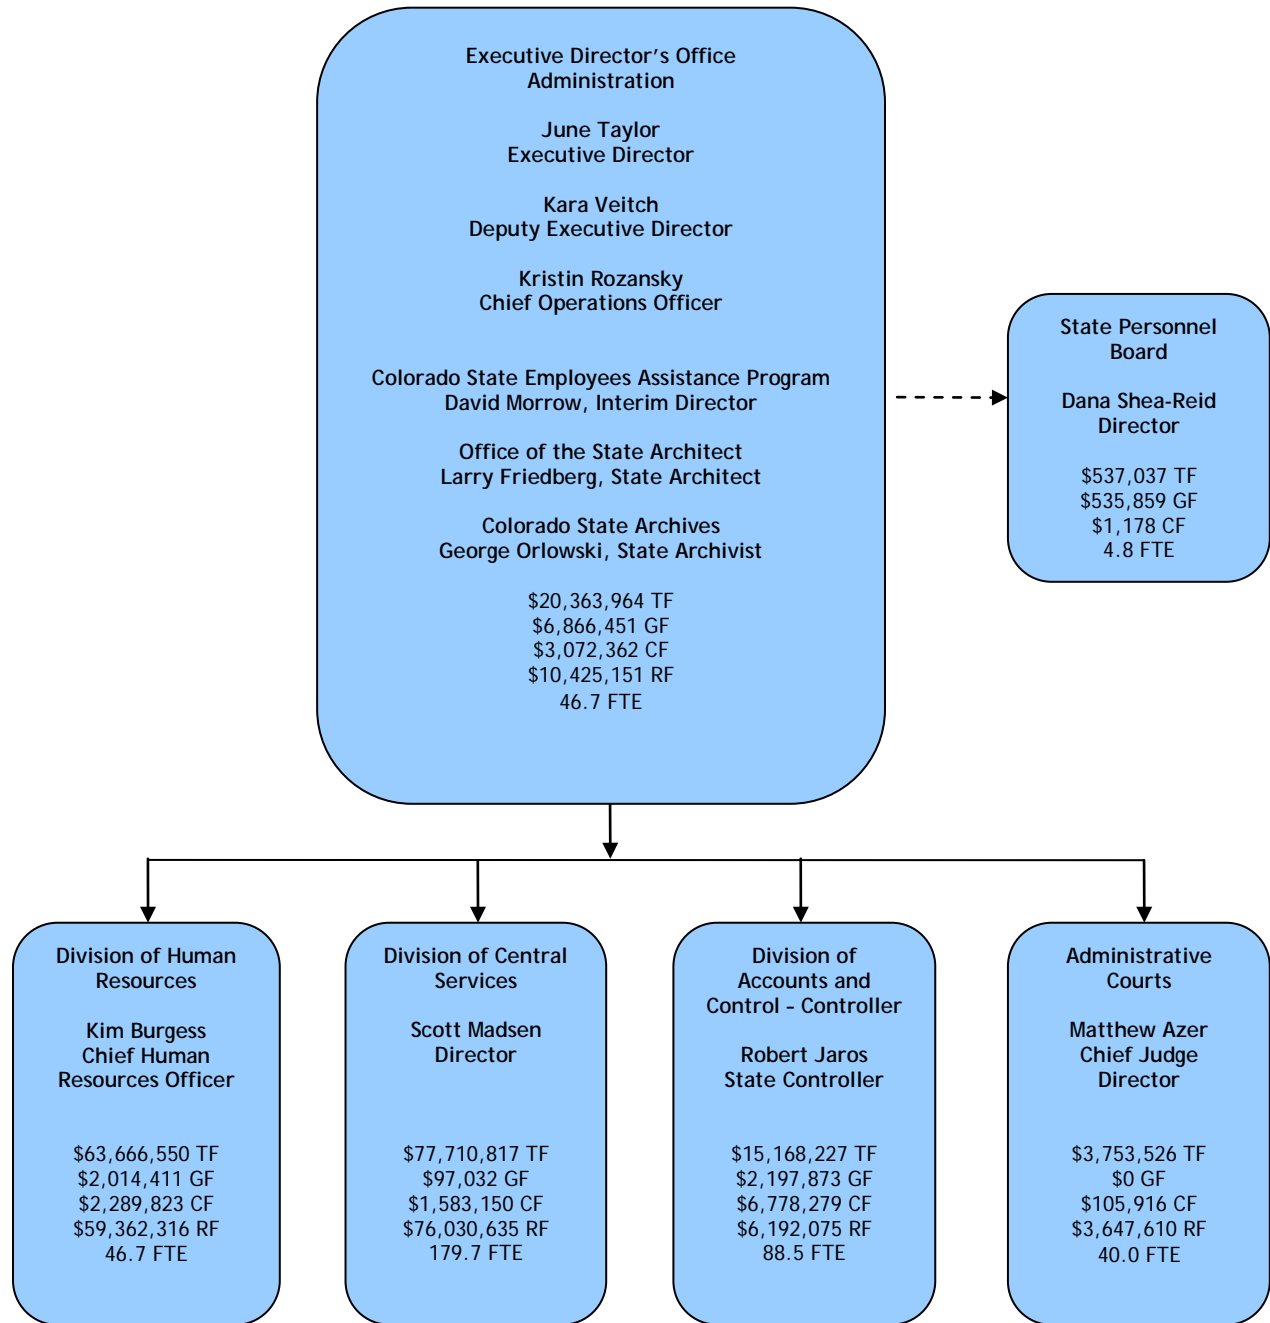 Executive Director's Office
Administration
June Taylor
Executive Director
Kara Veitch
Deputy Executive Director
Kristin Rozansky
Chief Operations Officer
Colorado State Employees Assistance Program
David Morrow, Interim Director
Office of the State Architect
Larry Friedberg, State Architect
Colorado State Archives
George Orlowski, State Archivist
$20,363,964 TF
$6,866,451 GF
$3,072,362 CF
$10,425,151 RF
46.7 FTE
State Personnel
Board
Dana Shea-Reid
Director
$537,037 TF
$535,859 GF
$1,178 CF
4.8 FTE
Division of Human
Resources
Kim Burgess
Chief Human
Resources Officer
$63,666,550 TF
$2,014,411 GF
$2,289,823 CF
$59,362,316 RF
46.7 FTE
Division of Central
Services
Scott Madsen
Director
$77,710,817 TF
$97,032 GF
$1,583,150 CF
$76,030,635 RF
179.7 FTE
Division of
Accounts and
Control – Controller
Robert Jaros
State Controller
$15,168,227 TF
$2,197,873 GF
$6,778,279 CF
$6,192,075 RF
88.5 FTE
Administrative
Courts
Matthew Azer
Chief Judge
Director
$3,753,526 TF
$0 GF
$105,916 CF
$3,647,610 RF
40.0 FTE